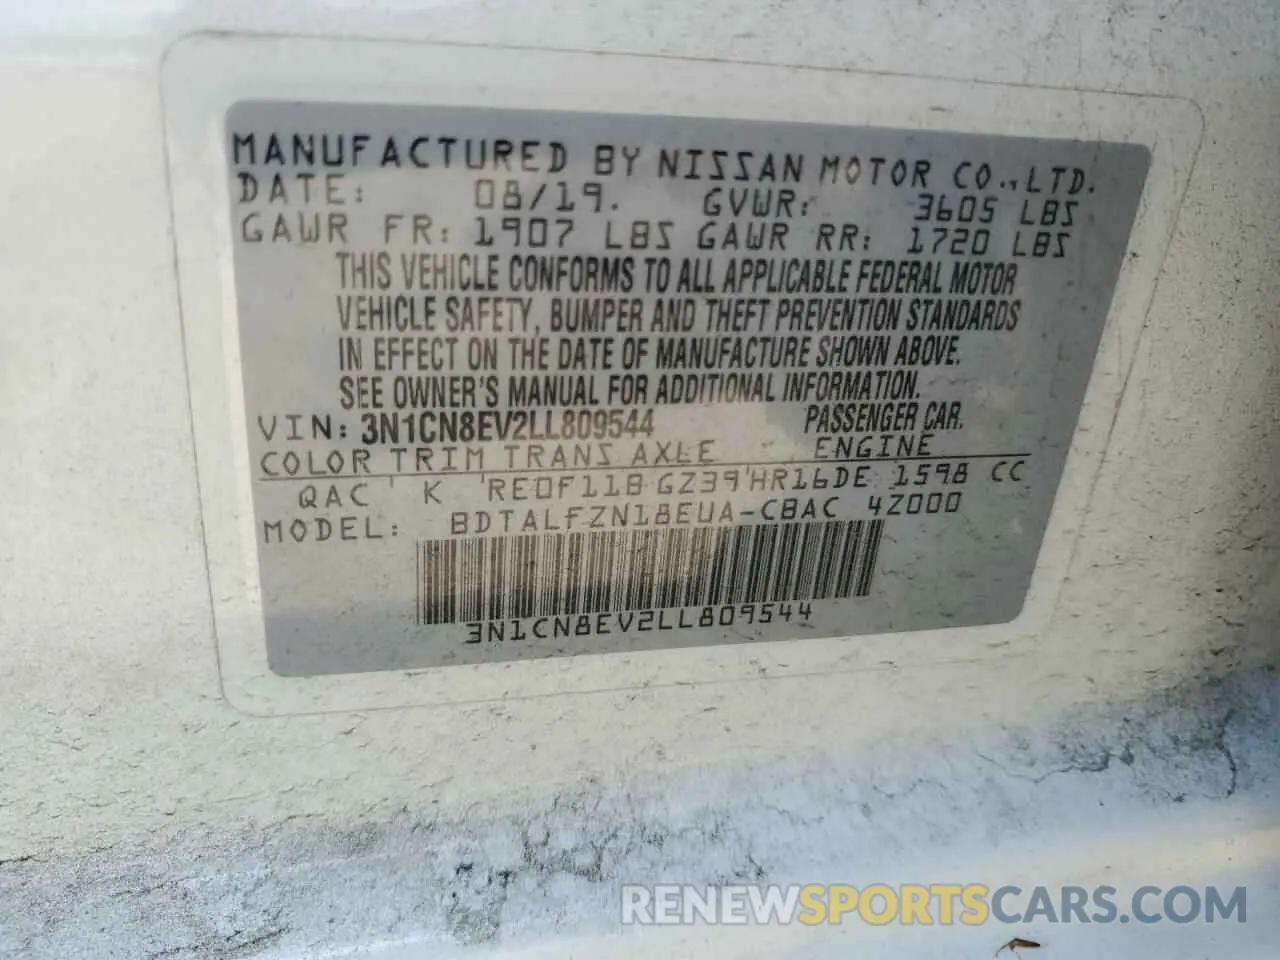 MANUFACTURED BY NISSAN MOTOR CO., LTD.
DATE: 08/19. GVWR: 3605 LBS
GAWR FR: 1907 LBS GAWR RR: 1720 LBS
THIS VEHICLE CONFORMS TO ALL APPLICABLE FEDERAL MOTOR
VEHICLE SAFETY, BUMPER AND THEFT PREVENTION STANDARDS
IN EFFECT ON THE DATE OF MANUFACTURE SHOWN ABOVE.
SEE OWNER'S MANUAL FOR ADDITIONAL INFORMATION.
VIN: 3N1CN8EV2LL809544 PASSENGER CAR.
COLOR TRIM TRANS AXLE ENGINE
QAC K RE0F11B GZ39 HR16DE 1598 CC
MODEL: BDTALFZN18EUA-CBAC 4Z000
3N1CN8EV2LL809544
RENEWSPORTSCARS.COM